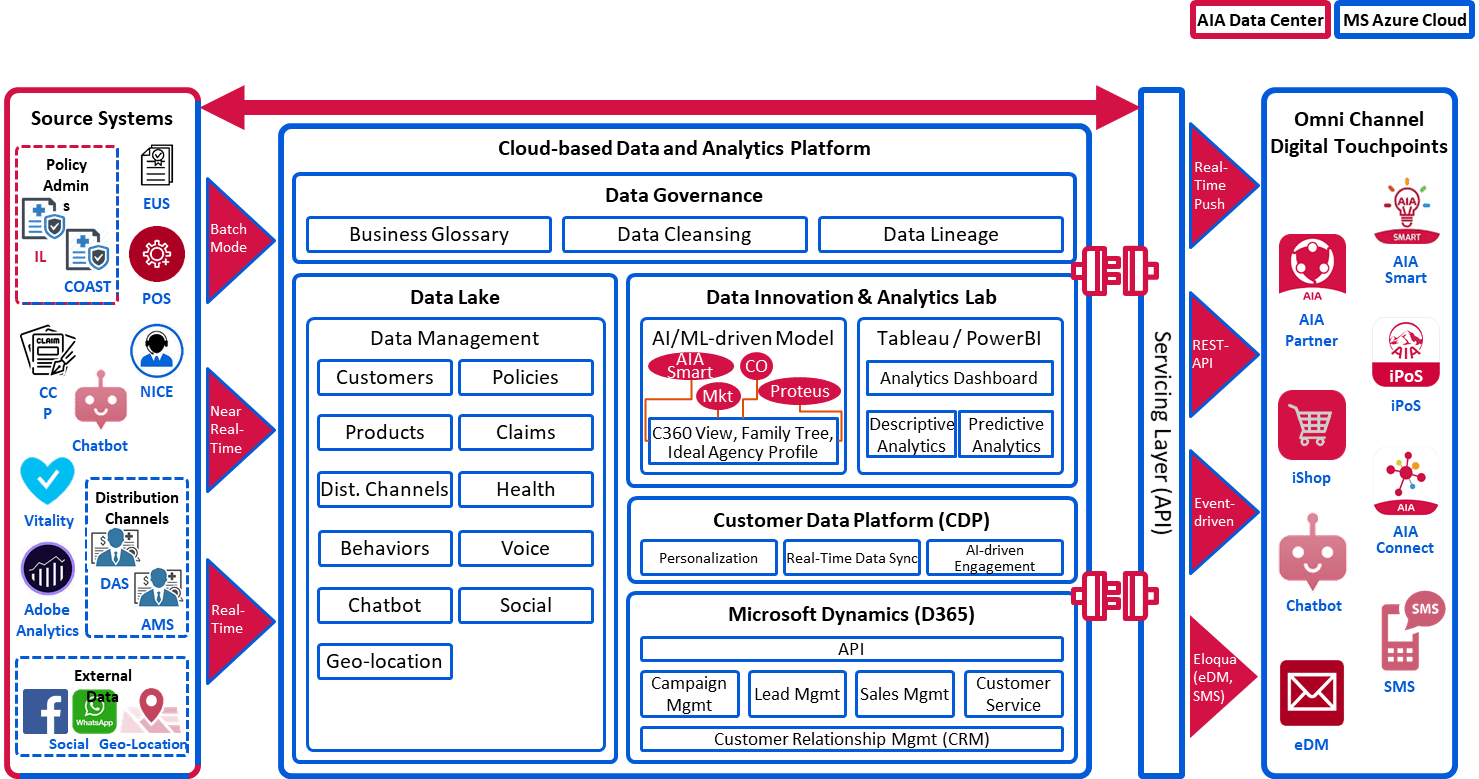 AIA Data Center
MS Azure Cloud
Source Systems
Policy
Admin
s
IL
COAST
EUS
POS
CLAIM
CC
P
NICE
Chatbot
Vitality
Distribution
Channels
DAS
AMS
Adobe
Analytics
External
Data
WhatsApp
Social
Geo-Location
Batch
Mode
Near
Real-
Time
Real-
Time
Cloud-based Data and Analytics Platform
Data Governance
Business Glossary
Data Cleansing
Data Lineage
Data Lake
Data Management
Customers
Policies
Products
Claims
Dist. Channels
Health
Behaviors
Voice
Chatbot
Social
Geo-location
Data Innovation & Analytics Lab
AI/ML-driven Model
AIA
Smart
CO
Mkt
Proteus
C360 View, Family Tree,
Ideal Agency Profile
Tableau / PowerBI
Analytics Dashboard
Descriptive
Analytics
Predictive
Analytics
Customer Data Platform (CDP)
Personalization
Real-Time Data Sync
AI-driven
Engagement
Microsoft Dynamics (D365)
API
Campaign
Mgmt
Lead Mgmt
Sales Mgmt
Customer
Service
Customer Relationship Mgmt (CRM)
Servicing Layer (API)
Real-
Time
Push
REST-
API
Event-
driven
Eloqua
(eDM,
SMS)
Omni Channel
Digital Touchpoints
AIA
SMART
AIA
Smart
AIA
AIA
Partner
AIA
iPoS
iPoS
iShop
AIA
AIA
Connect
Chatbot
SMS
SMS
eDM